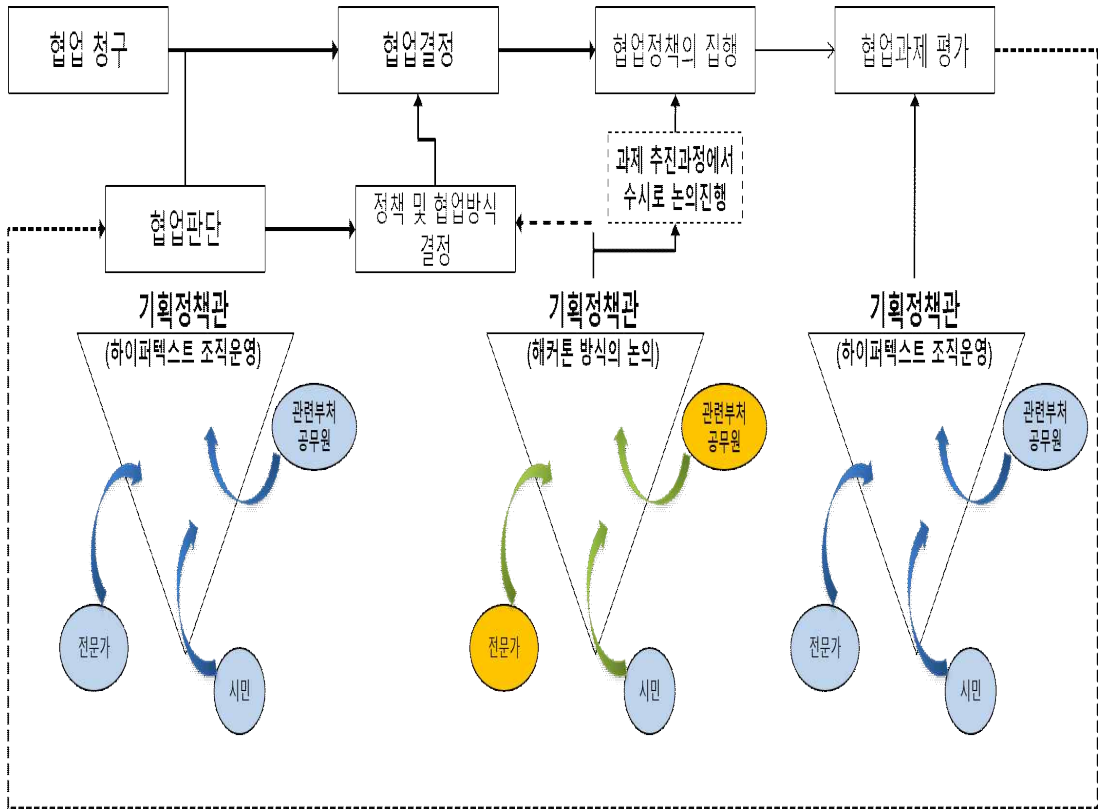 협업 청구
협업결정
협업정책의 집행
협업과제 평가
과제 추진과정에서
수시로 논의진행
협업판단
정책 및 협업방식
결정
기획정책관
(하이퍼텍스트 조직운영)
관련부처
공무원
전문가
시민
기획정책관
(해커톤 방식의 논의)
관련부처
공무원
전문가
시민
기획정책관
(하이퍼텍스트 조직운영)
관련부처
공무원
전문가
시민